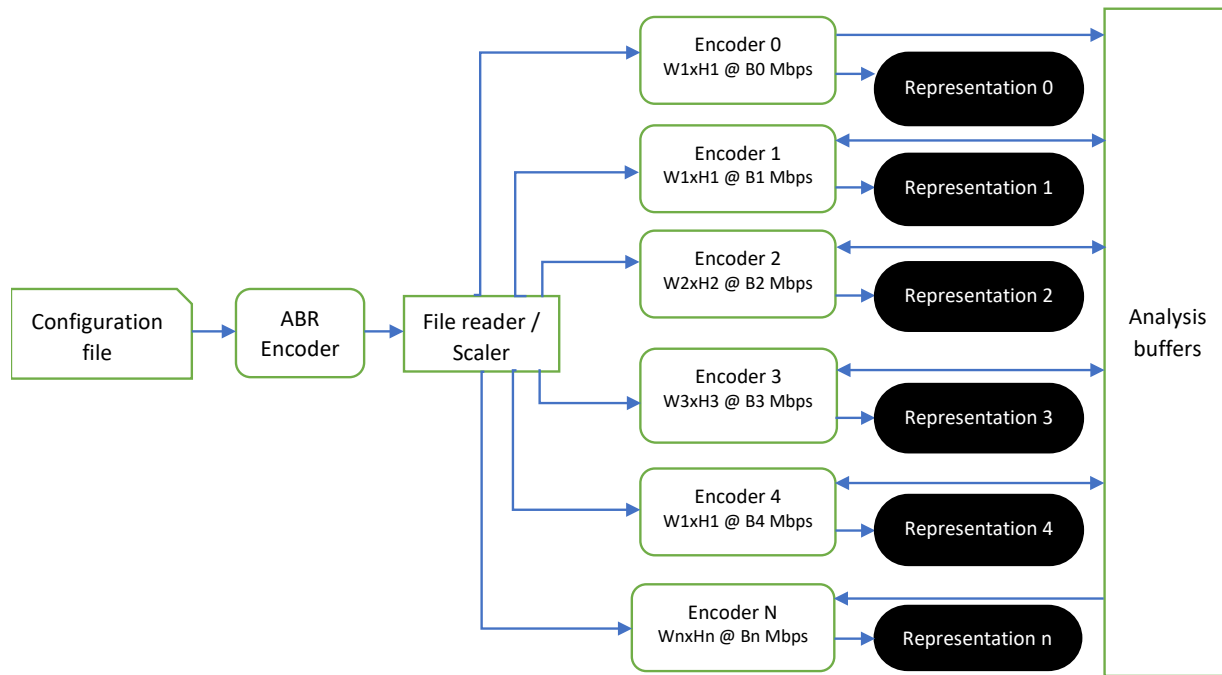 Encoder 0
W1xH1 @ B0 Mbps
Representation 0
Encoder 1
W1xH1 @ B1 Mbps
Representation 1
Encoder 2
W2xH2 @ B2 Mbps
Representation 2
Configuration
file
ABR
Encoder
File reader /
Scaler
Analysis
buffers
Encoder 3
W3xH3 @ B3 Mbps
Representation 3
Encoder 4
W1xH1 @ B4 Mbps
Representation 4
Encoder N
WnxHn @ Bn Mbps
Representation n